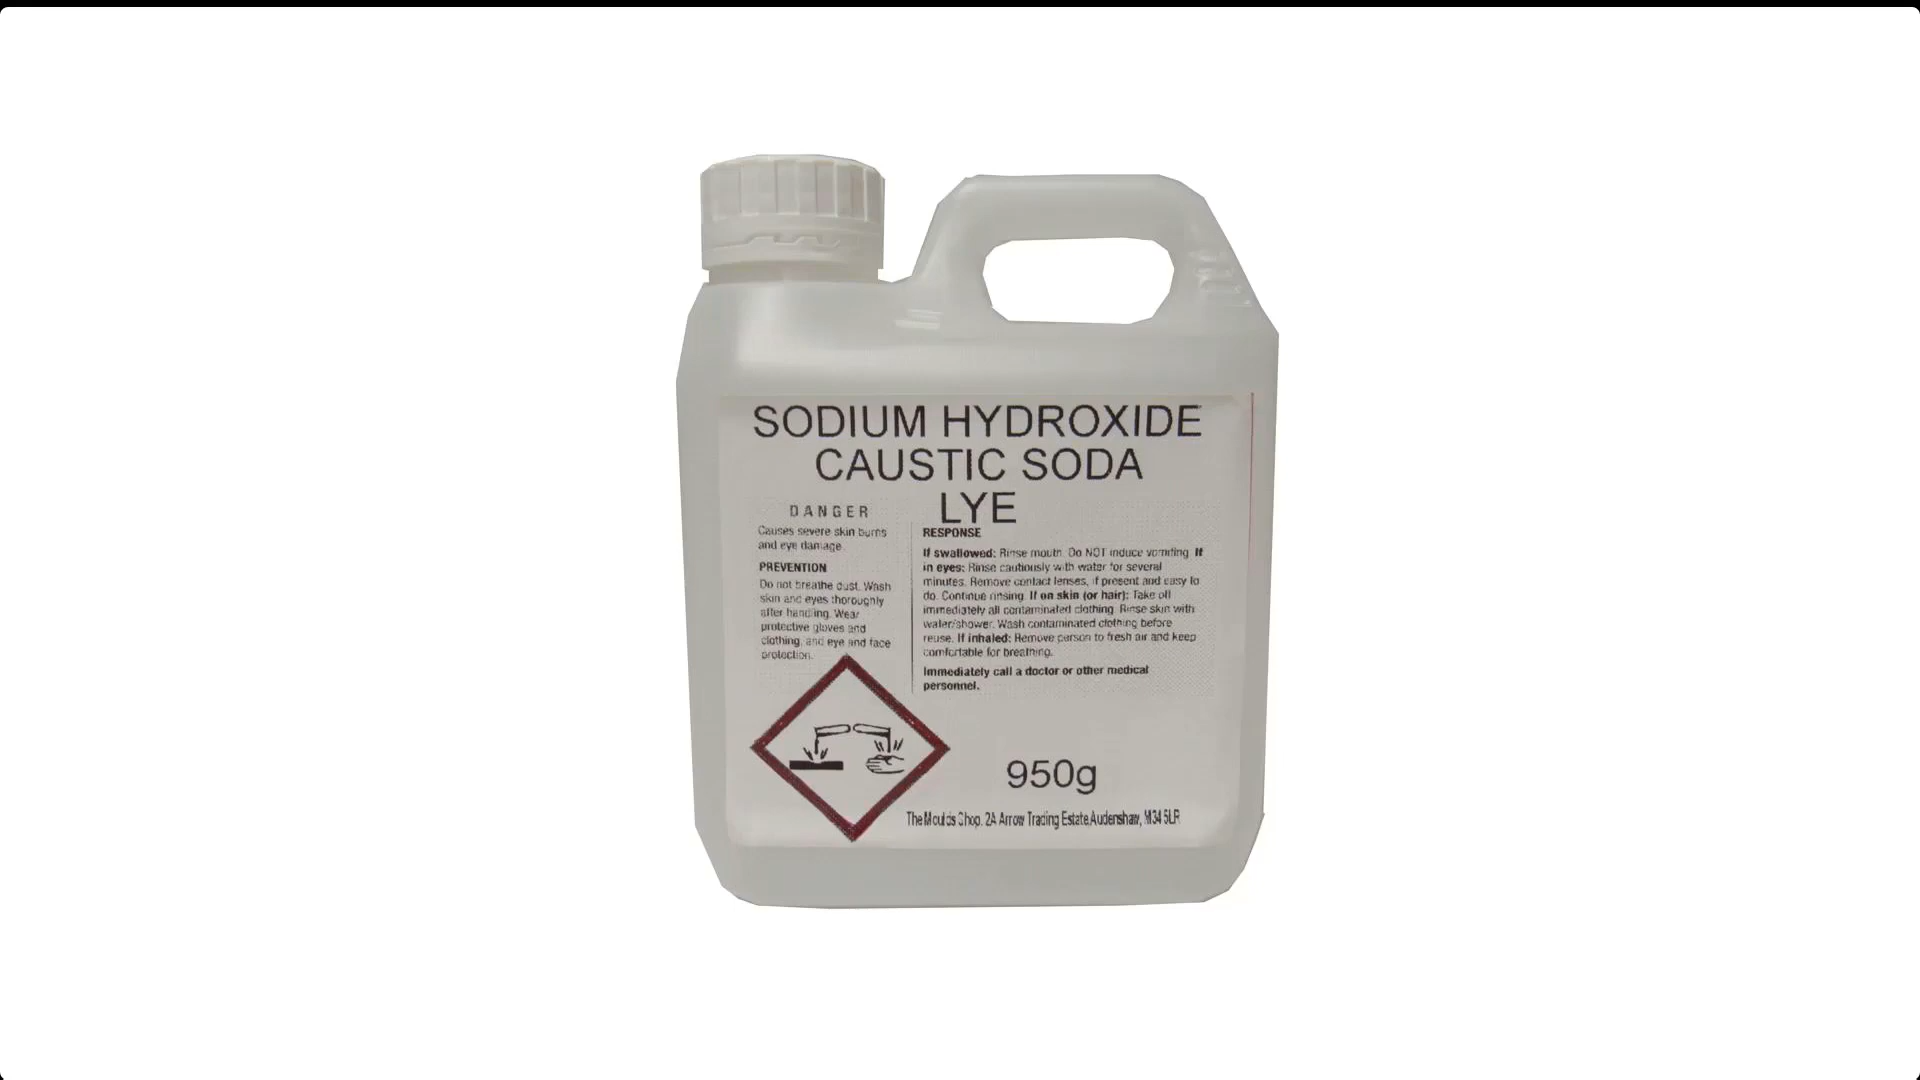 SODIUM HYDROXIDE
CAUSTIC SODA
LYE
DANGER
Causes severe skin burns
and eye damage.
PREVENTION
Do not breathe dust. Wash
skin and eyes thoroughly
after handling. Wear
protective gloves and
clothing, and eye and face
protection.
RESPONSE
If swallowed: Rinse mouth. Do NOT induce vomiting. If
in eyes: Rinse cautiously with water for several
minutes. Remove contact lenses, if present and easy to
do. Continue rinsing. If on skin (or hair): Take off
immediately all contaminated clothing. Rinse skin with
water/shower. Wash contaminated clothing before
reuse. If inhaled: Remove person to fresh air and keep
comfortable for breathing.
Immediately call a doctor or other medical
personnel.
950g
The Moulds Shop. 2A Arrow Trading Estate,Audenshaw, M34 5LR